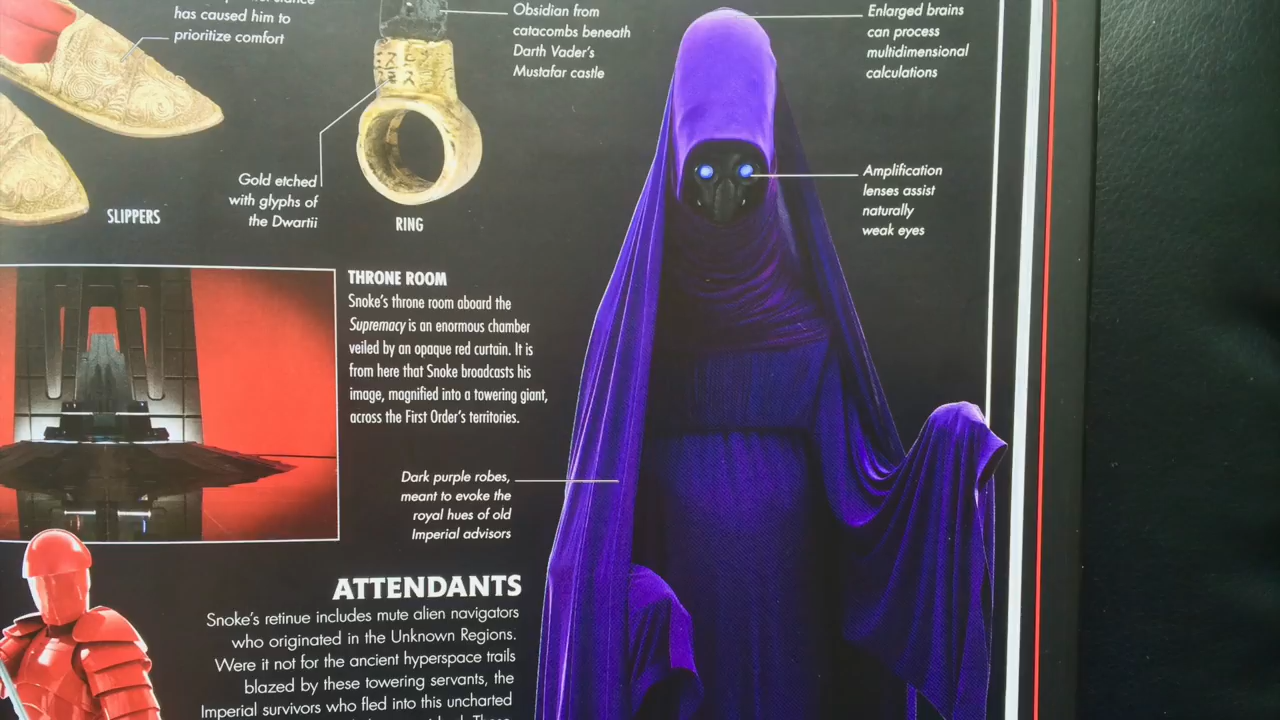 has caused him to
prioritize comfort
SLIPPERS
Obsidian from
catacombs beneath
Darth Vader's
Mustafar castle
Gold etched
with glyphs of
the Dwartii
RING
Enlarged brains
can process
multidimensional
calculations
Amplification
lenses assist
naturally
weak eyes
THRONE ROOM
Snoke's throne room aboard the
Supremacy is an enormous chamber
veiled by an opaque red curtain. It is
from here that Snoke broadcasts his
image, magnified into a towering giant,
across the First Order's territories.
Dark purple robes,
meant to evoke the
royal hues of old
Imperial advisors
ATTENDANTS
Snoke's retinue includes mute alien navigators
who originated in the Unknown Regions.
Were it not for the ancient hyperspace trails
blazed by these towering servants, the
Imperial survivors who fled into this uncharted